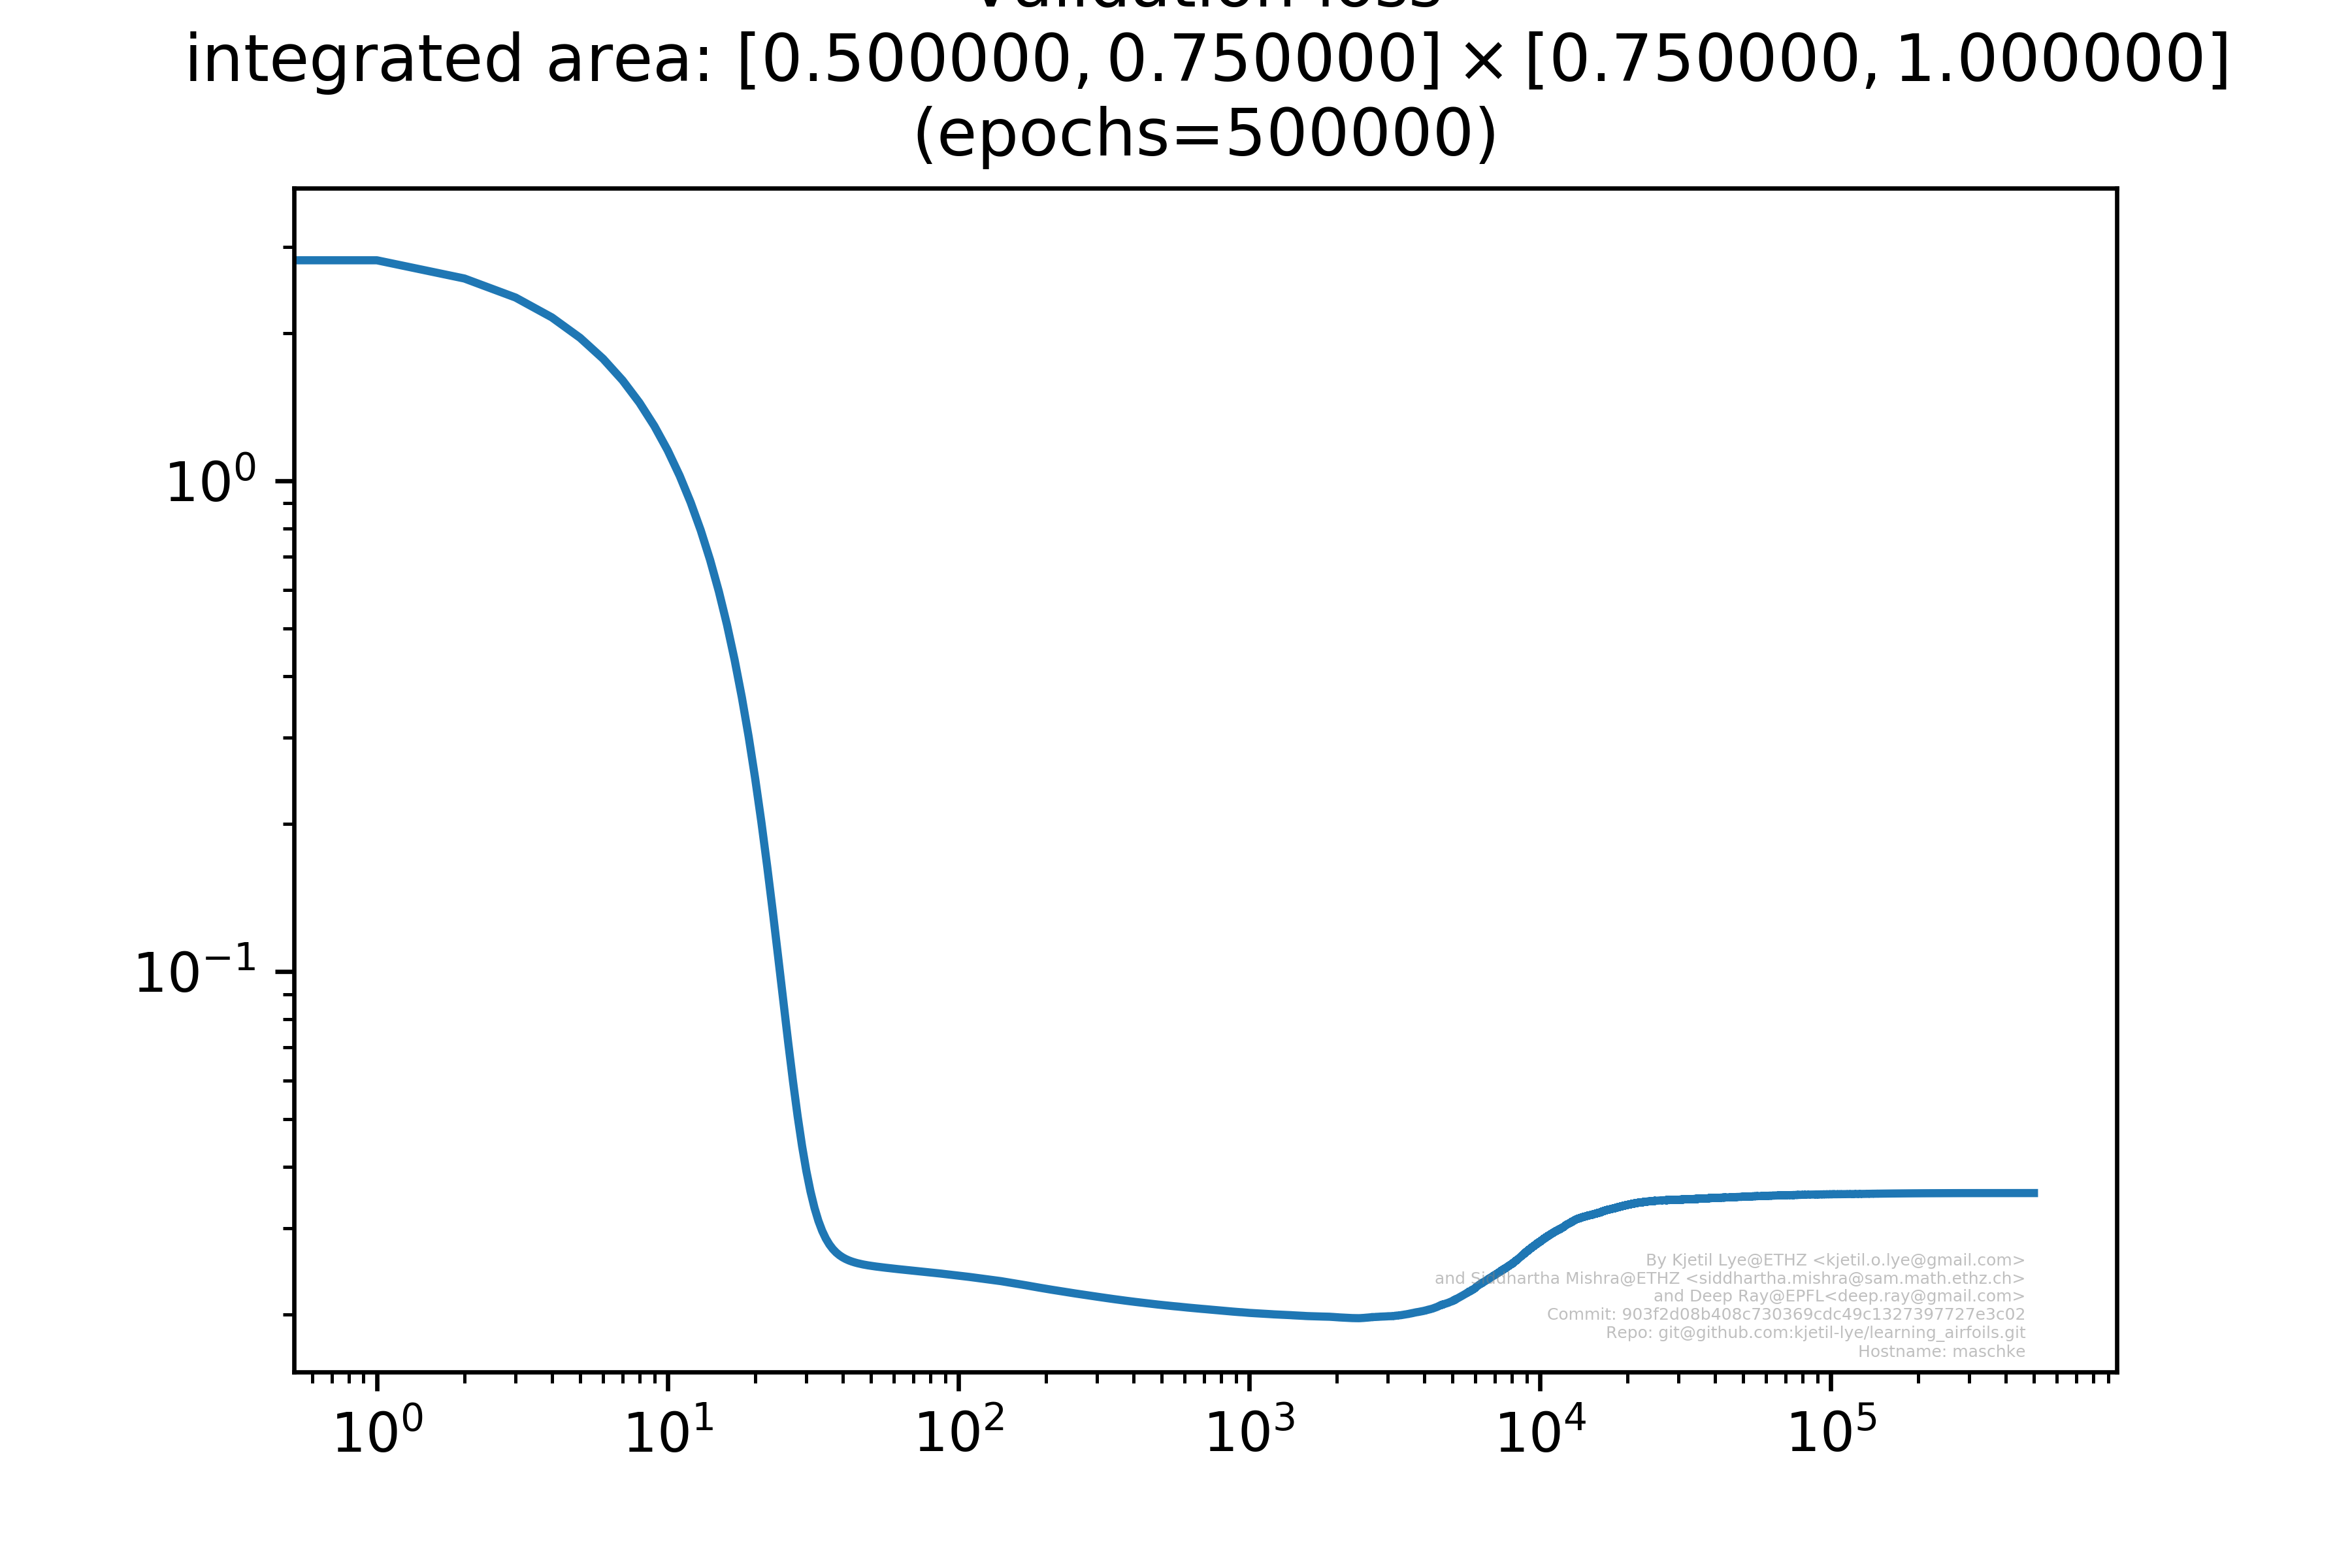 validation loss
integrated area: [0.500000, 0.750000] × [0.750000, 1.000000]
(epochs=500000)
10⁰
10⁻¹
10⁰ 10¹ 10² 10³ 10⁴ 10⁵
By Kjetil Lye@ETHZ <kjetil.o.lye@gmail.com>
and Siddhartha Mishra@ETHZ <siddhartha.mishra@sam.math.ethz.ch>
and Deep Ray@EPFL<deep.ray@gmail.com>
Commit: 903f2d08b408c730369cdc49c1327397727e3c02
Repo: git@github.com:kjetil-lye/learning_airfoils.git
Hostname: maschke